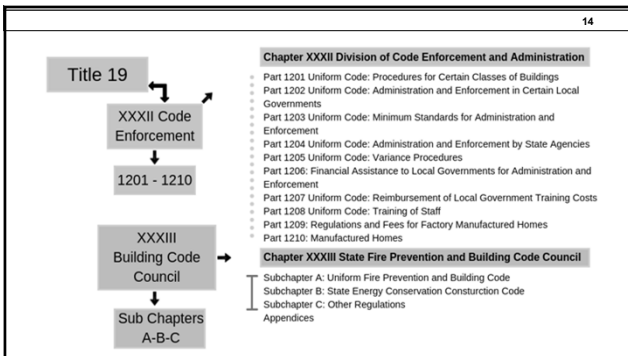 14
Title 19
XXXII Code
Enforcement
1201 - 1210
XXXIII
Building Code
Council
Sub Chapters
A-B-C
Chapter XXXII Division of Code Enforcement and Administration
Part 1201 Uniform Code: Procedures for Certain Classes of Buildings
Part 1202 Uniform Code: Administration and Enforcement in Certain Local
Governments
Part 1203 Uniform Code: Minimum Standards for Administration and
Enforcement
Part 1204 Uniform Code: Administration and Enforcement by State Agencies
Part 1205 Uniform Code: Variance Procedures
Part 1206: Financial Assistance to Local Governments for Administration and
Enforcement
Part 1207 Uniform Code: Reimbursement of Local Government Training Costs
Part 1208 Uniform Code: Training of Staff
Part 1209: Regulations and Fees for Factory Manufactured Homes
Part 1210: Manufactured Homes
Chapter XXXIII State Fire Prevention and Building Code Council
Subchapter A: Uniform Fire Prevention and Building Code
Subchapter B: State Energy Conservation Consturction Code
Subchapter C: Other Regulations
Appendices